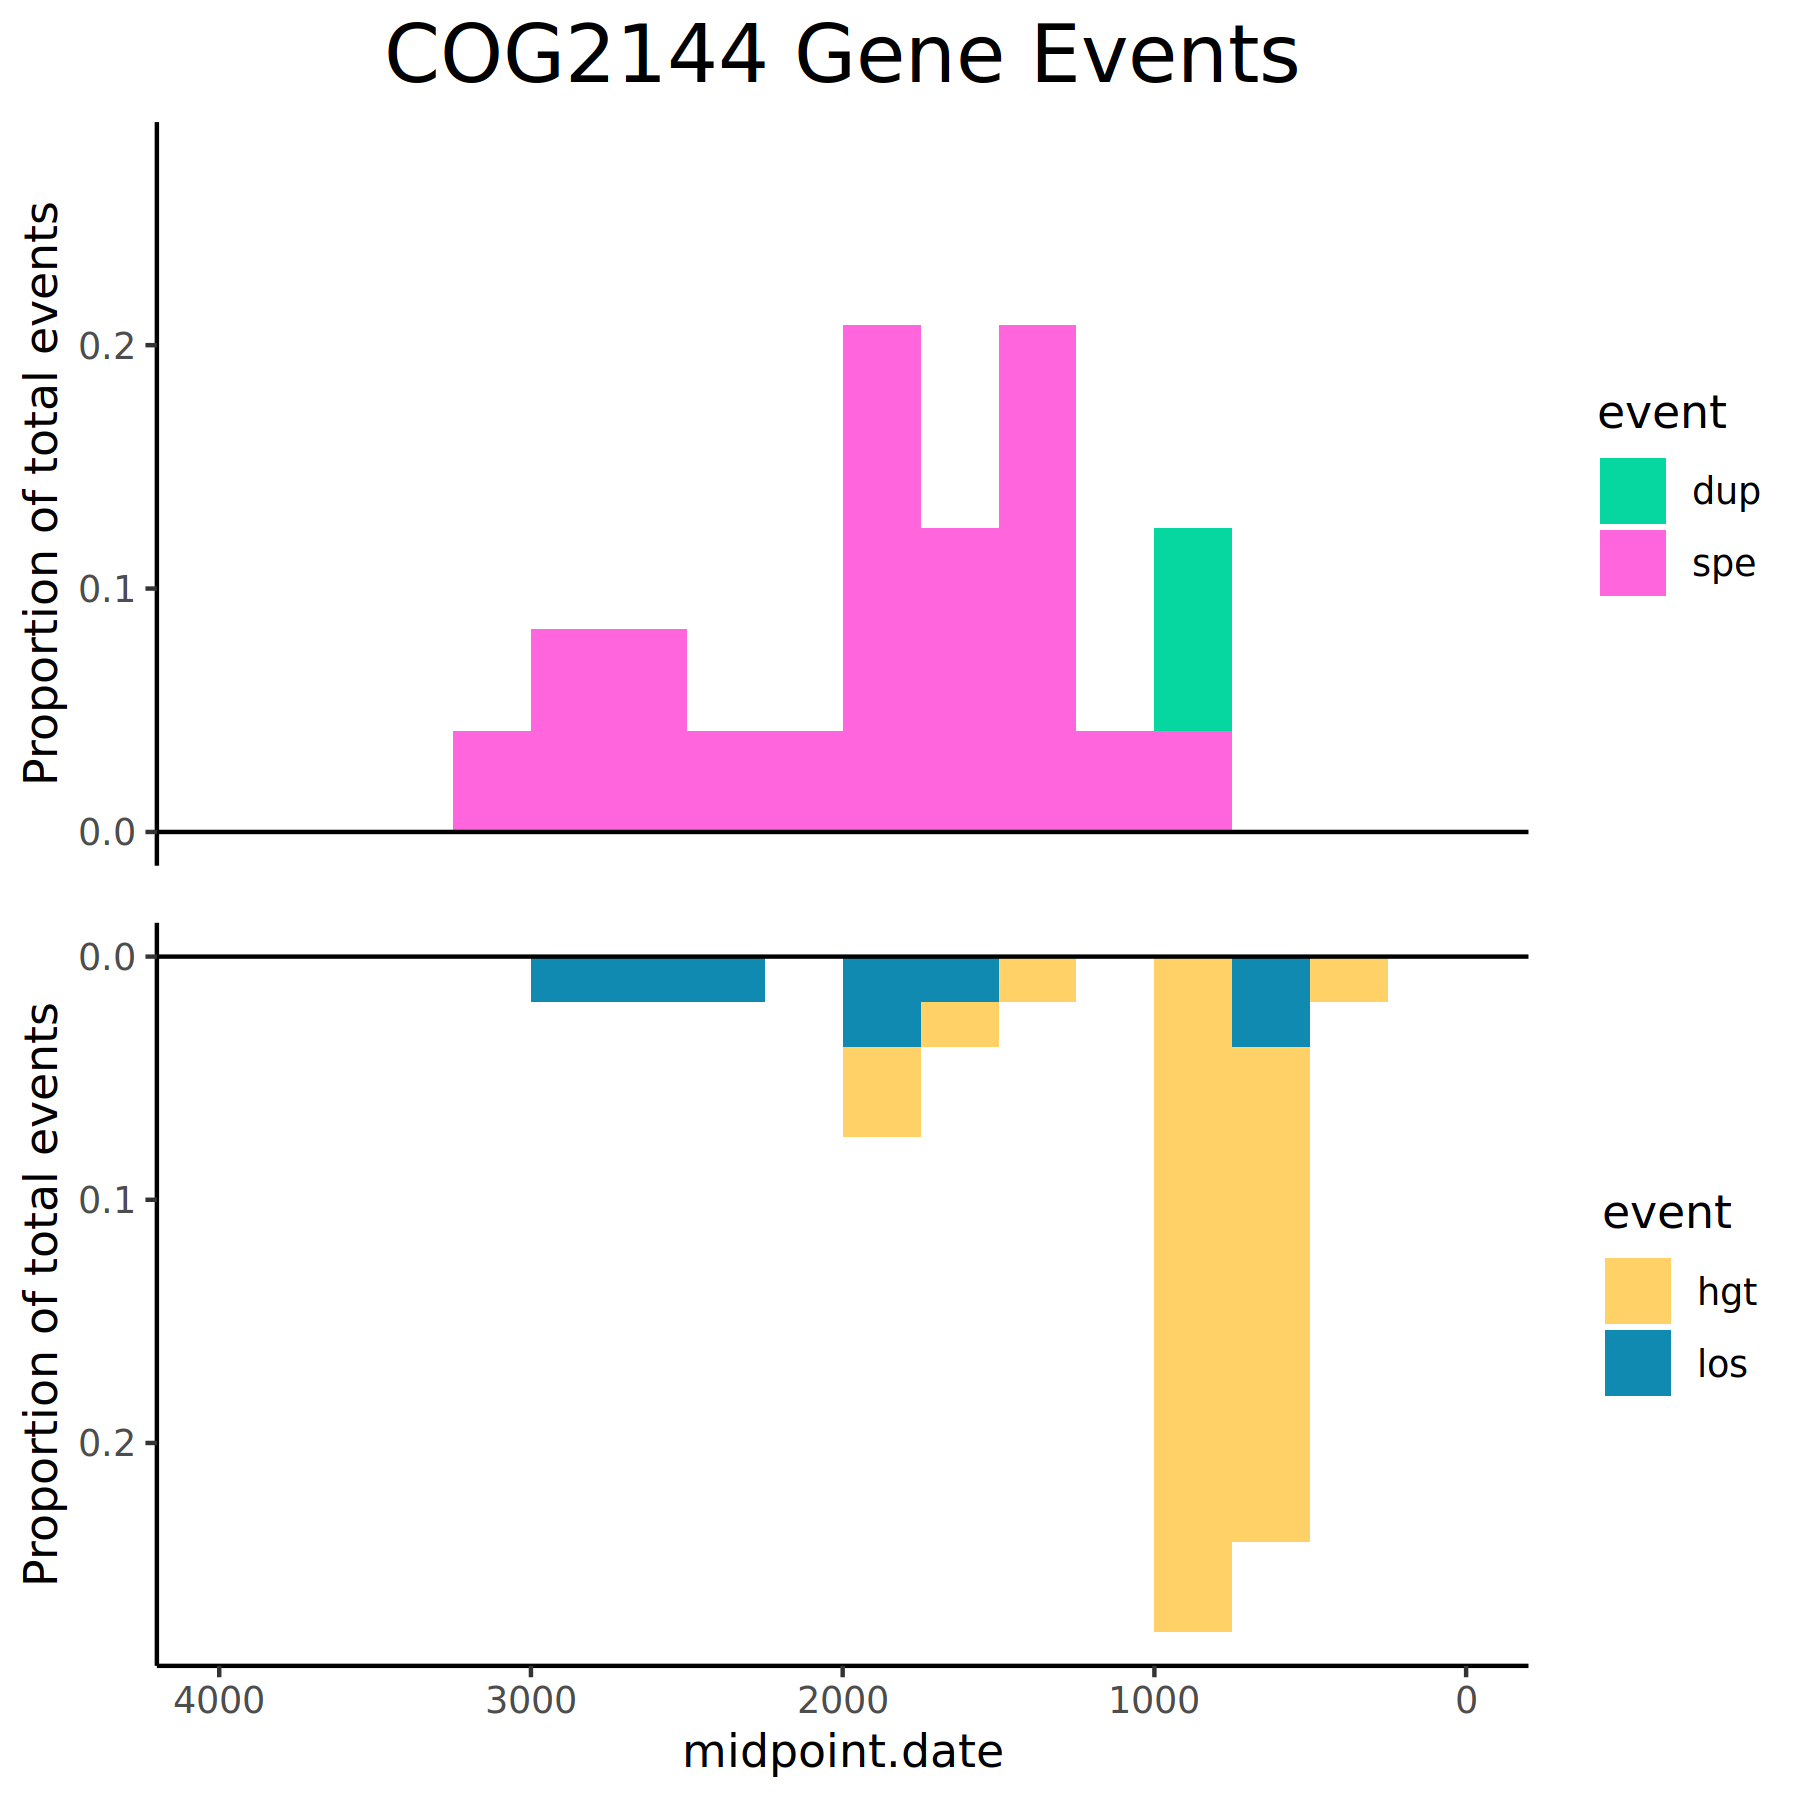 COG2144 Gene Events
Proportion of total events
0.2
0.1
0.0
event
dup
spe
Proportion of total events
0.0
0.1
0.2
event
hgt
los
4000 3000 2000 1000 0
midpoint.date